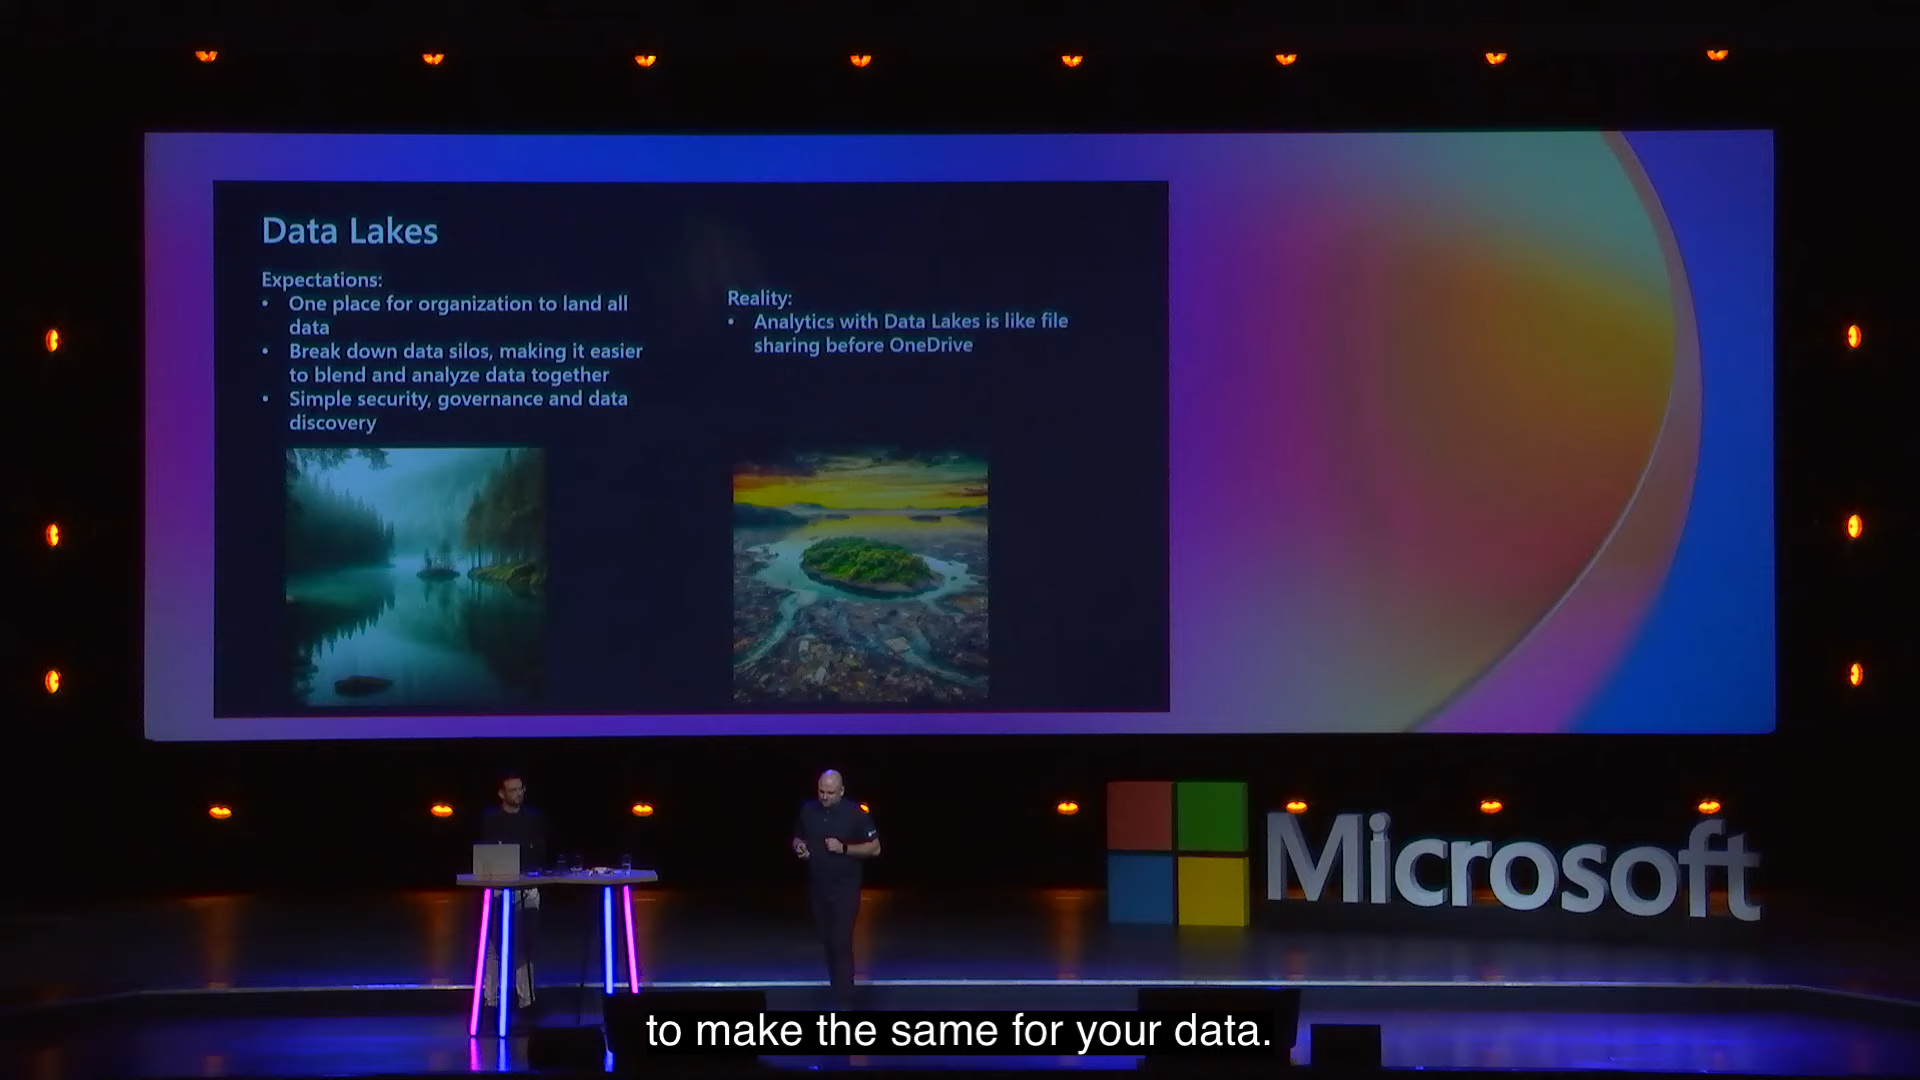 Data Lakes
Expectations:
• One place for organization to land all
data
• Break down data silos, making it easier
to blend and analyze data together
• Simple security, governance and data
discovery
Reality:
• Analytics with Data Lakes is like file
sharing before OneDrive
Microsoft
to make the same for your data.